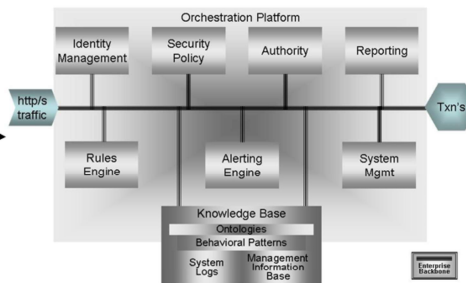 Orchestration Platform
Identity
Management
Security
Policy
Authority
Reporting
http/s
traffic
Txn's
Rules
Engine
Alerting
Engine
System
Mgmt
Knowledge Base
Ontologies
Behavioral Patterns
System
Logs
Management
Information
Base
Enterprise
Backbone